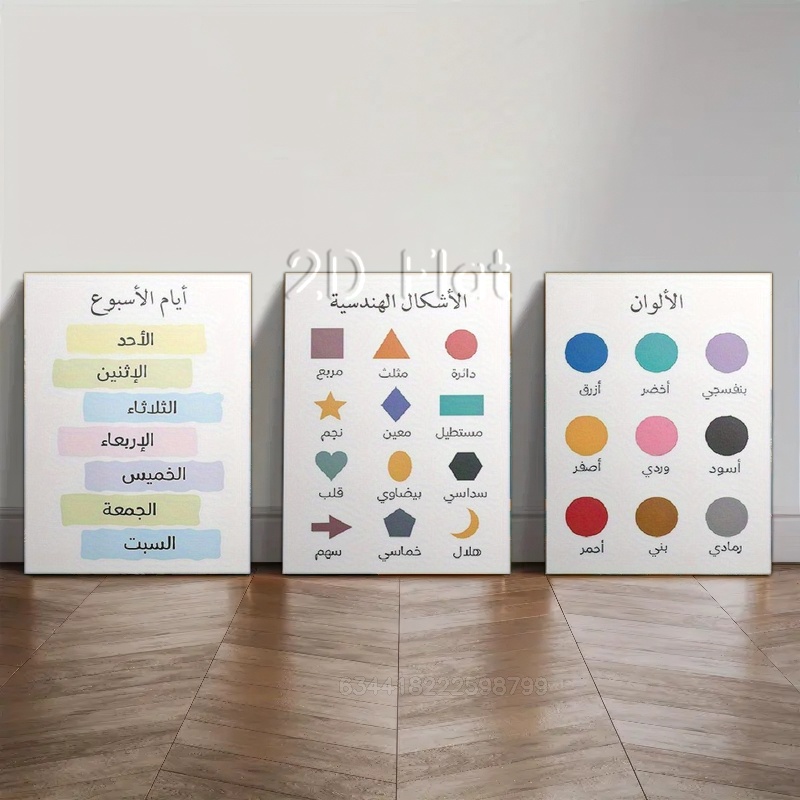 2D Flat
أيام الأسبوع
الأحد
الإثنين
الثلاثاء
الإربعاء
الخميس
الجمعة
السبت
الأشكال الهندسية
دائرة مثلث مربع
مستطيل معين نجم
سداسي بيضاوي قلب
هلال خماسي سهم
الألوان
بنفسجي أخضر أزرق
أسود وردي أصفر
رمادي بني أحمر
634418222598799